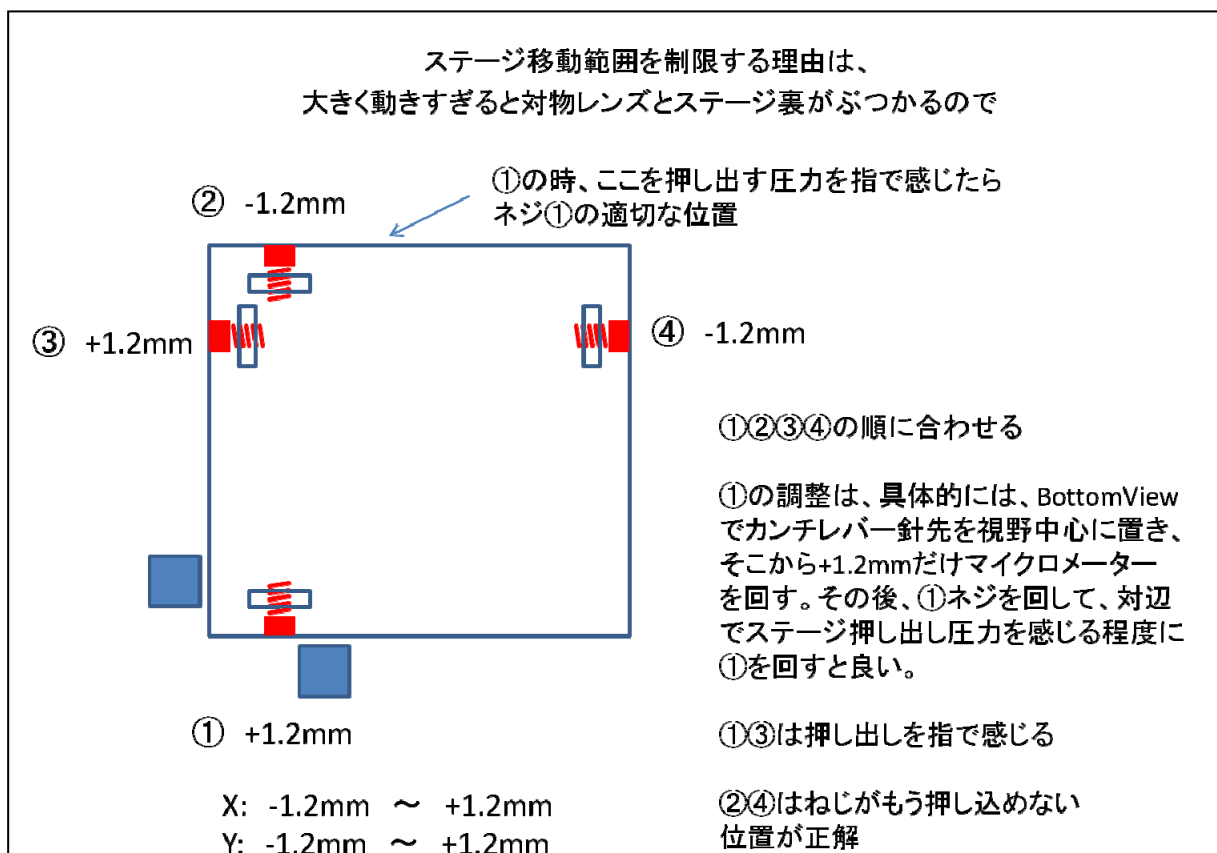 ステージ移動範囲を制限する理由は、
大きく動きすぎると対物レンズとステージ裏がぶつかるので
①の時、ここを押し出す圧力を指で感じたら
ネジ①の適切な位置
② -1.2mm
③ +1.2mm
④ -1.2mm
①②③④の順に合わせる
①の調整は、具体的には、BottomView
でカンチレバー針先を視野中心に置き、
そこから+1.2mmだけマイクロメーター
を回す。その後、①ネジを回して、対辺
でステージ押し出し圧力を感じる程度に
①を回すと良い。
① +1.2mm
①③は押し出しを指で感じる
X: -1.2mm ～ +1.2mm
Y: -1.2mm ～ +1.2mm
②④はねじがもう押し込めない
位置が正解